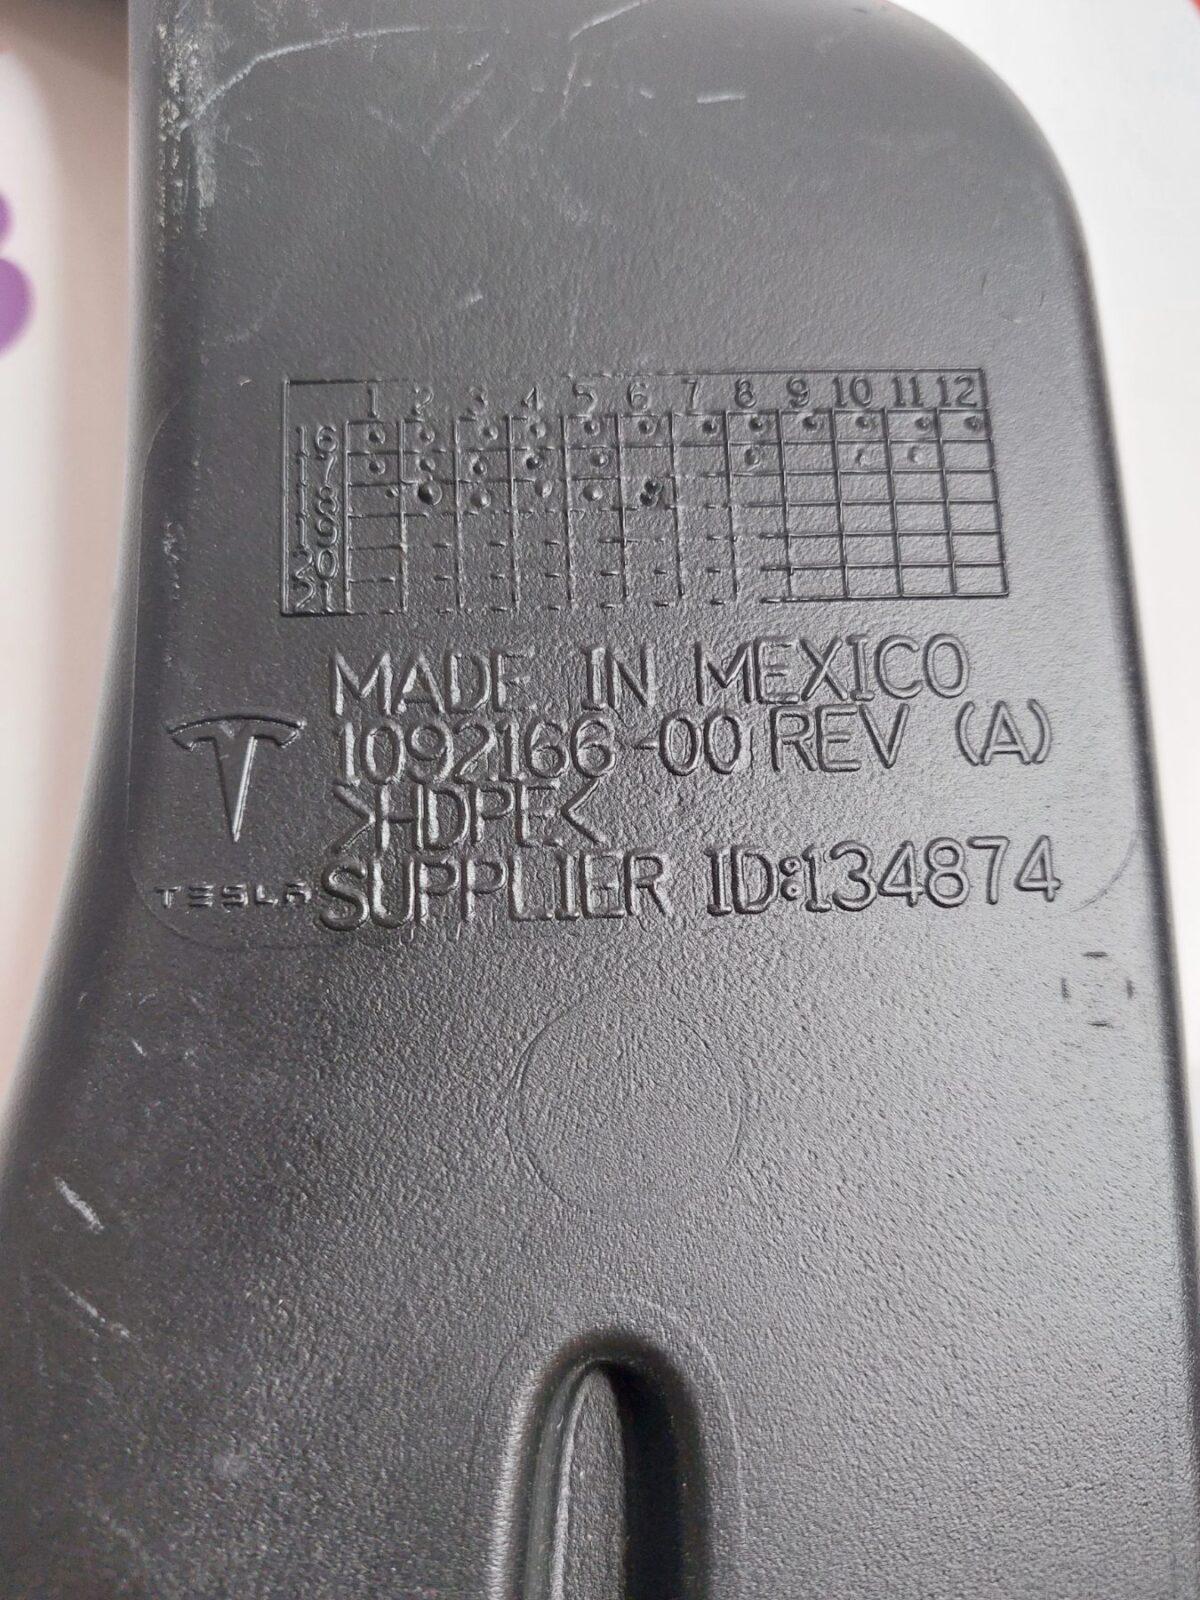 1 2 3 4 5 6 7 8 9 10 11 12
16
17
18
19
20
21
MADE IN MEXICO
1092166-00 REV (A)
>HDPE<
SUPPLIER ID:134874
TESLA